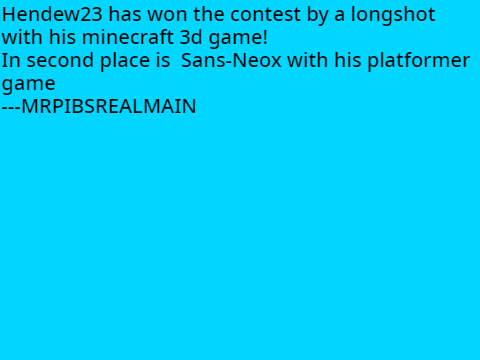 Hendew23 has won the contest by a longshot
with his minecraft 3d game!
In second place is  Sans-Neox with his platformer
game
---MRPIBSREALMAIN